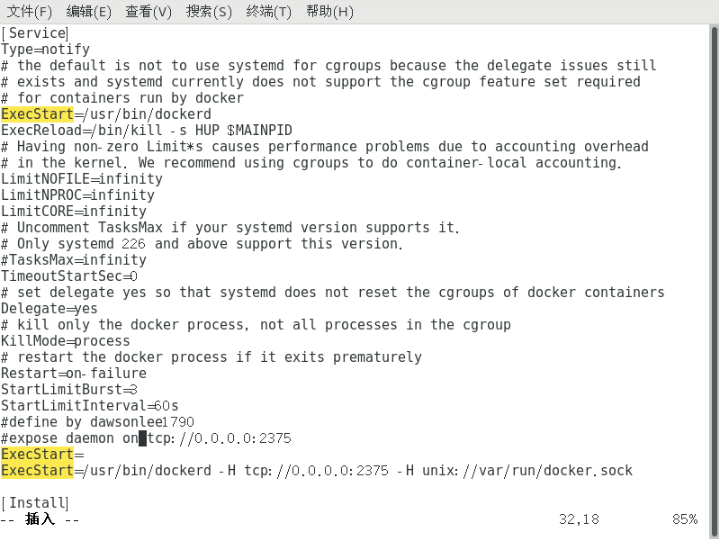 文件(F) 编辑(E) 查看(V) 搜索(S) 终端(T) 帮助(H)
[Service]
Type=notify
# the default is not to use systemd for cgroups because the delegate issues still
# exists and systemd currently does not support the cgroup feature set required
# for containers run by docker
ExecStart=/usr/bin/dockerd
ExecReload=/bin/kill -s HUP $MAINPID
# Having non-zero Limit*s causes performance problems due to accounting overhead
# in the kernel. We recommend using cgroups to do container-local accounting.
LimitNOFILE=infinity
LimitNPROC=infinity
LimitCORE=infinity
# Uncomment TasksMax if your systemd version supports it.
# Only systemd 226 and above support this version.
#TasksMax=infinity
TimeoutStartSec=0
# set delegate yes so that systemd does not reset the cgroups of docker containers
Delegate=yes
# kill only the docker process, not all processes in the cgroup
KillMode=process
# restart the docker process if it exits prematurely
Restart=on-failure
StartLimitBurst=3
StartLimitInterval=60s
#define by dawsonlee1790
#expose daemon on tcp://0.0.0.0:2375
ExecStart=
ExecStart=/usr/bin/dockerd -H tcp://0.0.0.0:2375 -H unix://var/run/docker.sock
[Install]
-- 插入 -- 32,18 85%